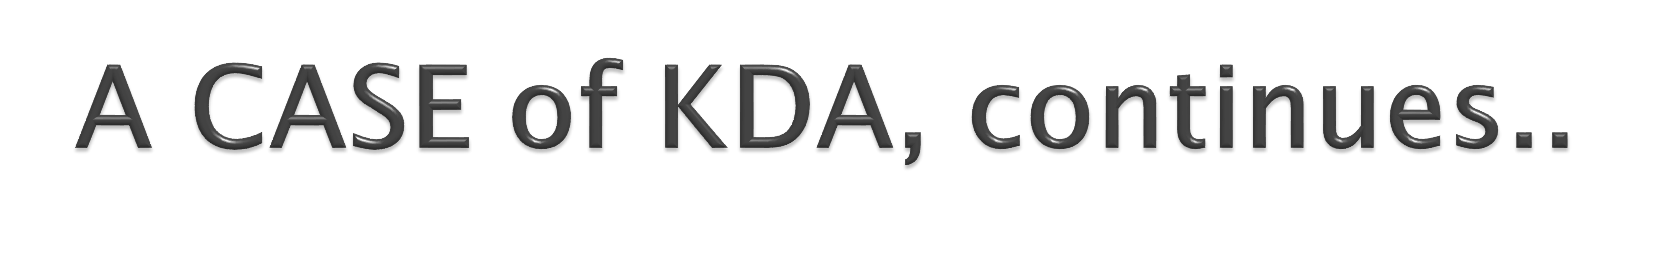 A CASE of KDA, continues..